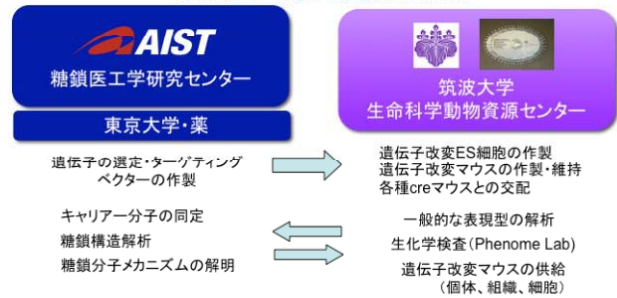 AIST
糖鎖医工学研究センター
東京大学・薬
筑波大学
生命科学動物資源センター
遺伝子の選定・ターゲティング
ベクターの作製
遺伝子改変ES細胞の作製
遺伝子改変マウスの作製・維持
各種creマウスとの交配
キャリアー分子の同定
糖鎖構造解析
糖鎖分子メカニズムの解明
一般的な表現型の解析
生化学検査(Phenome Lab)
遺伝子改変マウスの供給
(個体、組織、細胞)